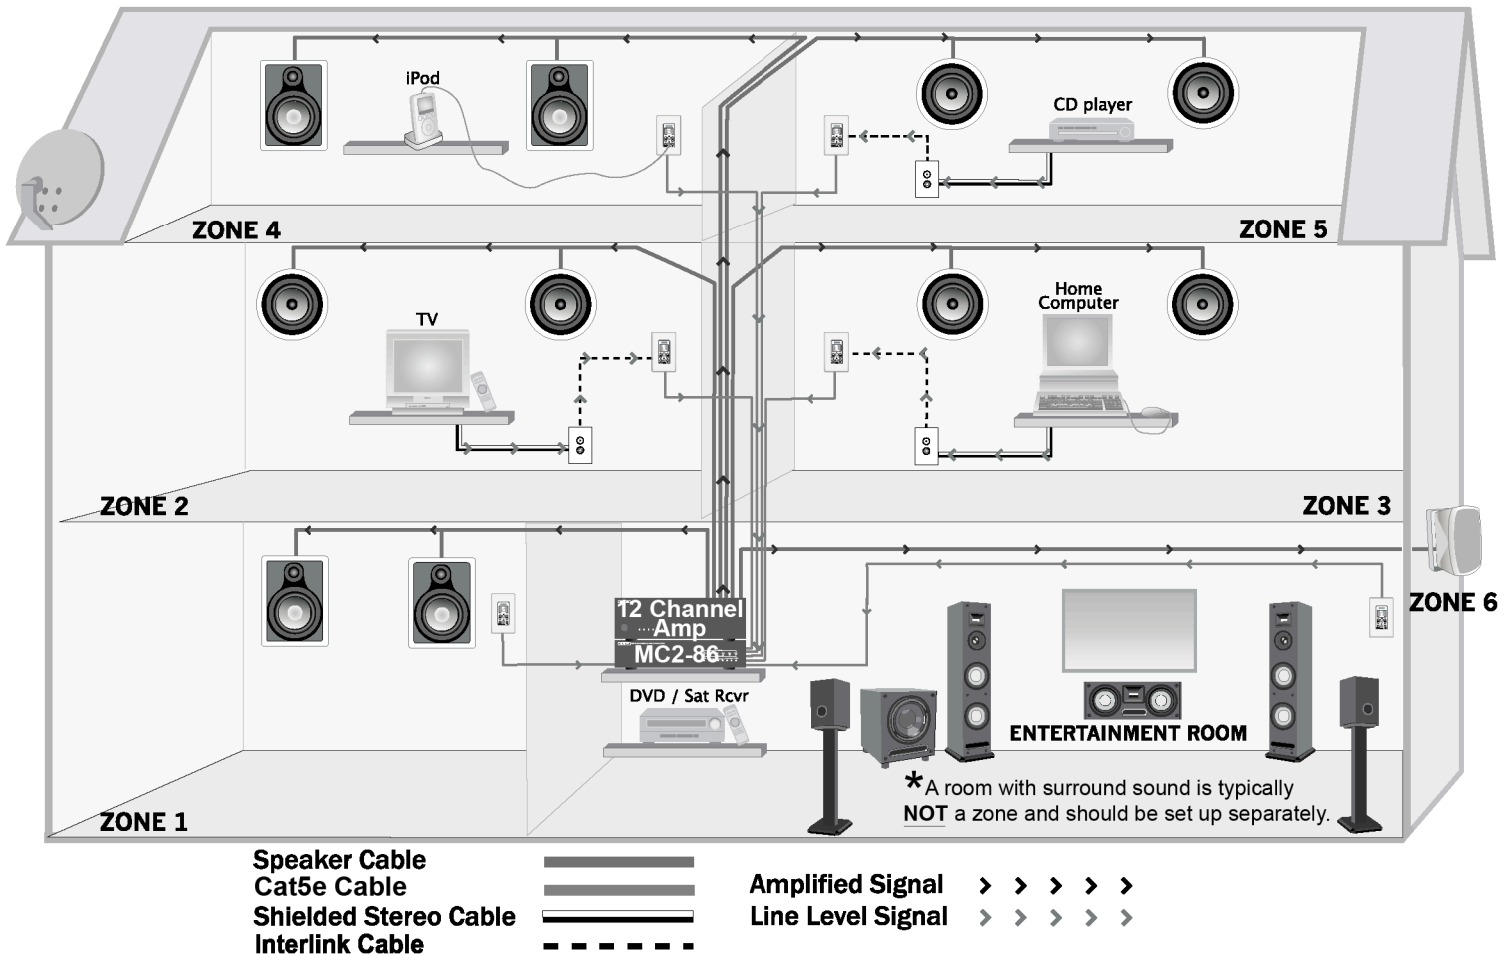 iPod
CD player
ZONE 4
ZONE 5
TV
Home
Computer
ZONE 2
ZONE 3
12 Channel
Amp
MC2-86
ZONE 6
DVD / Sat Rcvr
ENTERTAINMENT ROOM
*A room with surround sound is typically
NOT a zone and should be set up separately.
ZONE 1
Speaker Cable
Cat5e Cable
Shielded Stereo Cable
Interlink Cable
Amplified Signal
Line Level Signal